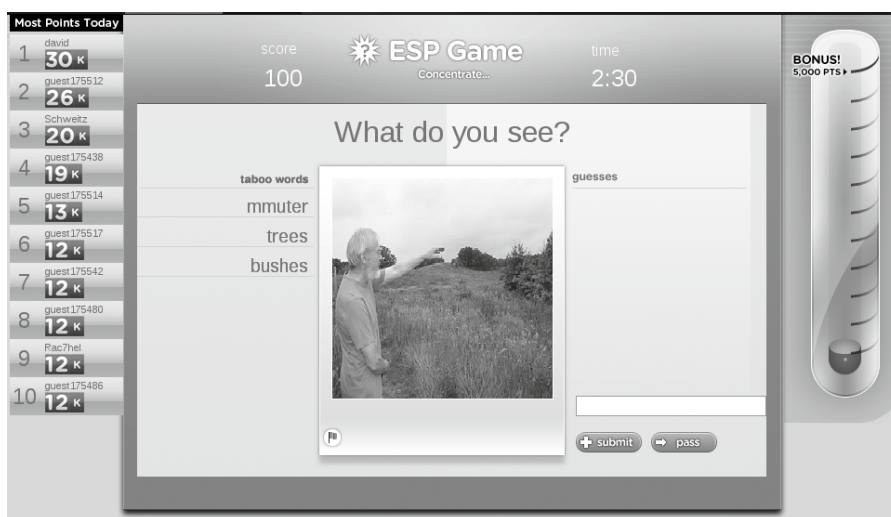 Most Points Today
1 david
30 K
2 guest175512
26 K
3 Schweitz
20 K
4 guest175438
19 K
5 guest175514
13 K
6 guest175517
12 K
7 guest175542
12 K
8 guest175480
12 K
9 Rac7hel
12 K
10 guest175486
12 K
score
100
ESP Game
Concentrate...
time
2:30
What do you see?
taboo words
mmuter
trees
bushes
guesses
submit
pass
BONUS!
5,000 PTS